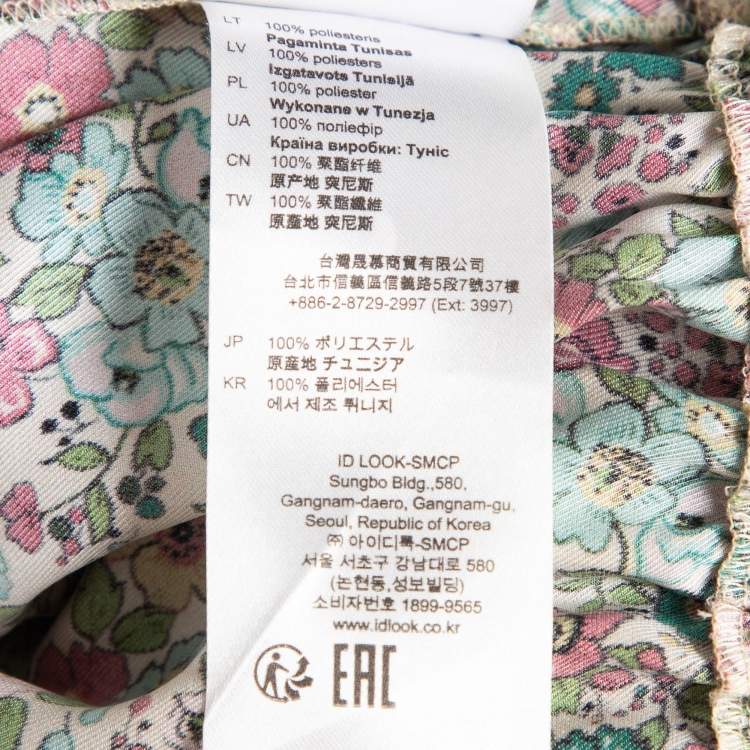 LT 100% poliesteris
Pagaminta Tunisas
LV 100% poliesters
Izgatavots Tunisijā
PL 100% poliester
Wykonane w Tunezja
UA 100% поліефір
Країна виробки: Туніс
CN 100% 聚酯纤维
原产地 突尼斯
TW 100% 聚酯纖維
原產地 突尼斯
台灣晟慕商貿有限公司
台北市信義區信義路5段7號37樓
+886-2-8729-2997 (Ext: 3997)
JP 100% ポリエステル
原産地 チュニジア
KR 100% 폴리에스터
에서 제조 튀니지
ID LOOK-SMCP
Sungbo Bldg.,580,
Gangnam-daero, Gangnam-gu,
Seoul, Republic of Korea
㈜ 아이디룩-SMCP
서울 서초구 강남대로 580
(논현동,성보빌딩)
소비자번호 1899-9565
www.idlook.co.kr
EAC